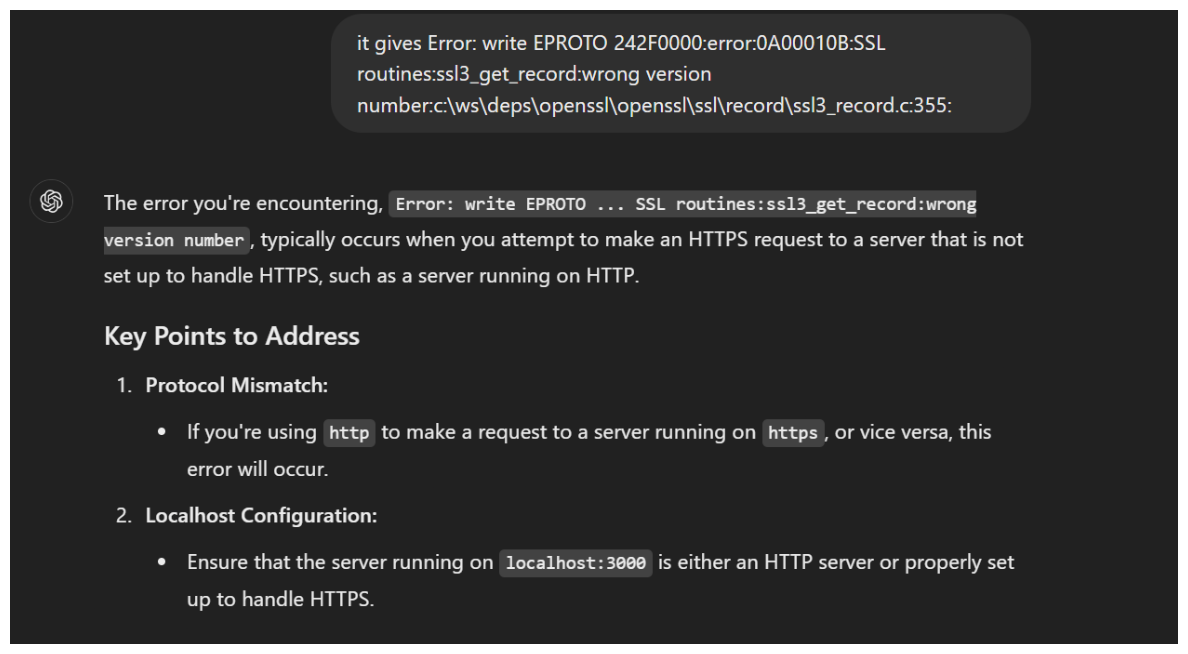 it gives Error: write EPROTO 242F0000:error:0A00010B:SSL
routines:ssl3_get_record:wrong version
number:c:\ws\deps\openssl\openssl\ssl\record\ssl3_record.c:355:
The error you're encountering, Error: write EPROTO ... SSL routines:ssl3_get_record:wrong
version number, typically occurs when you attempt to make an HTTPS request to a server that is not
set up to handle HTTPS, such as a server running on HTTP.
Key Points to Address
1. Protocol Mismatch:
• If you're using http to make a request to a server running on https, or vice versa, this
error will occur.
2. Localhost Configuration:
• Ensure that the server running on localhost:3000 is either an HTTP server or properly set
up to handle HTTPS.